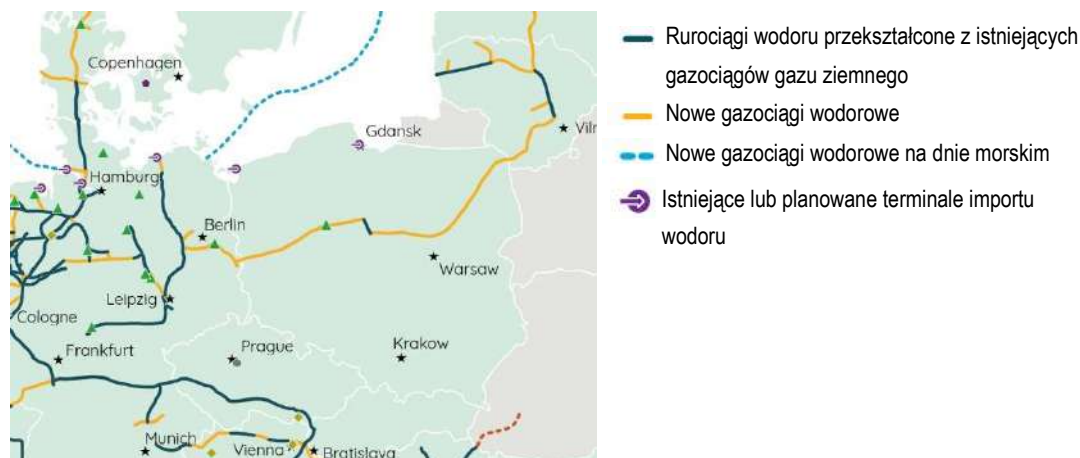 Copenhagen
Gdansk
Viln
Hamburg
Berlin
Warsaw
Leipzig
Cologne
Frankfurt
Prague
Krakow
Munich
Vienna
Bratislava
Rurociągi wodoru przekształcone z istniejących
gazociągów gazu ziemnego
Nowe gazociągi wodorowe
Nowe gazociągi wodorowe na dnie morskim
Istniejące lub planowane terminale importu
wodoru